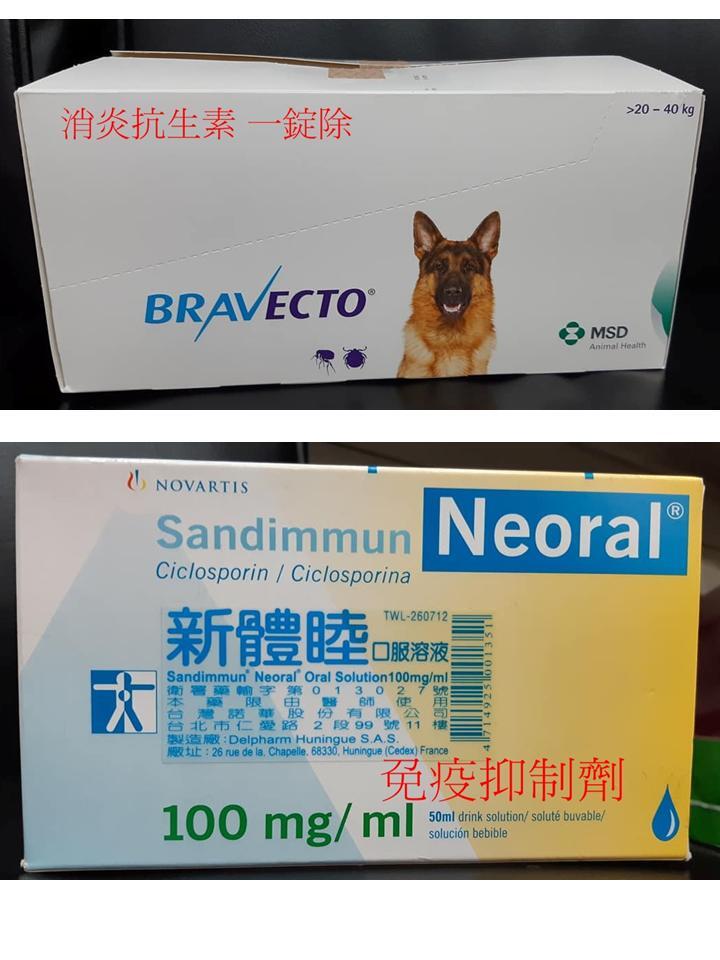 消炎抗生素 一錠除
>20 – 40 kg
BRAVECTO®
MSD
Animal Health
NOVARTIS
Sandimmun Neoral®
Ciclosporin / Ciclosporina
TWL-260712
新體睦 口服溶液
Sandimmun® Neoral® Oral Solution100mg/ml
衛署藥輸字第013027號
本藥限由醫師使用
台灣諾華股份有限公司
台北市仁愛路2段99號11樓
製造廠:Delpharm Huningue S.A.S.
廠址:26 rue de la. Chapelle. 68330, Huningue (Cedex) France
4 714925 001351
免疫抑制劑
100 mg/ml
50ml drink solution/ soluté buvable/
solución bebible